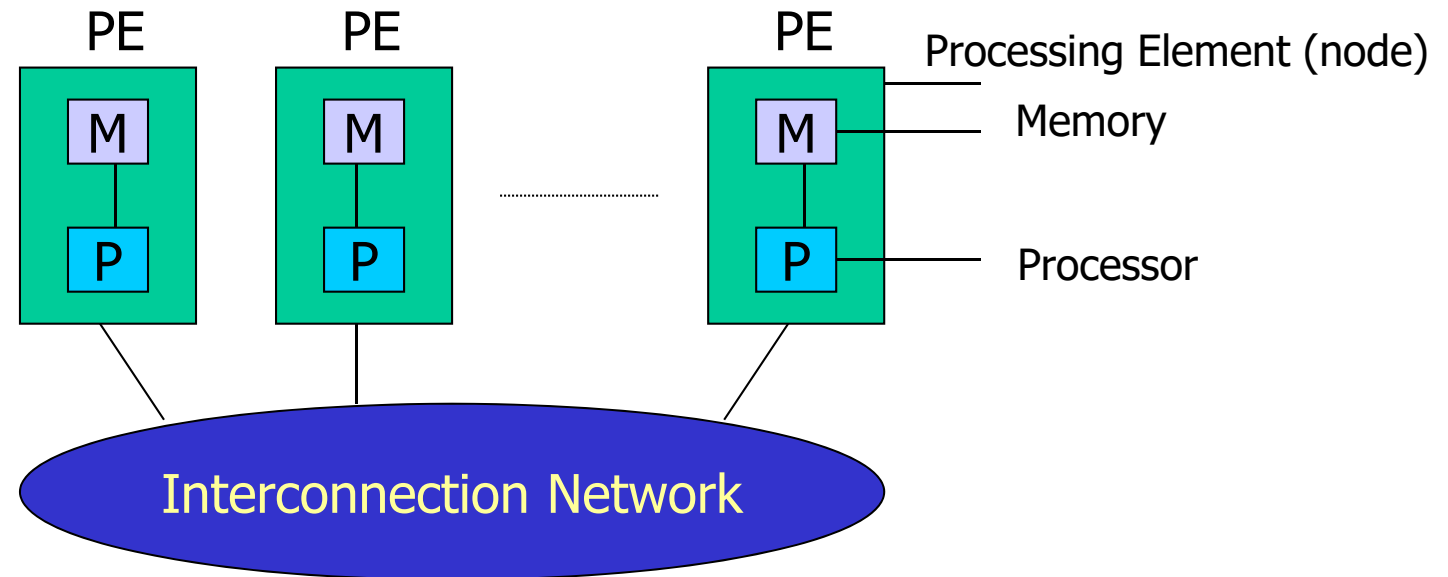 PE
PE
PE
Processing Element (node)
M
M
M
Memory
P
P
P
Processor
Interconnection Network